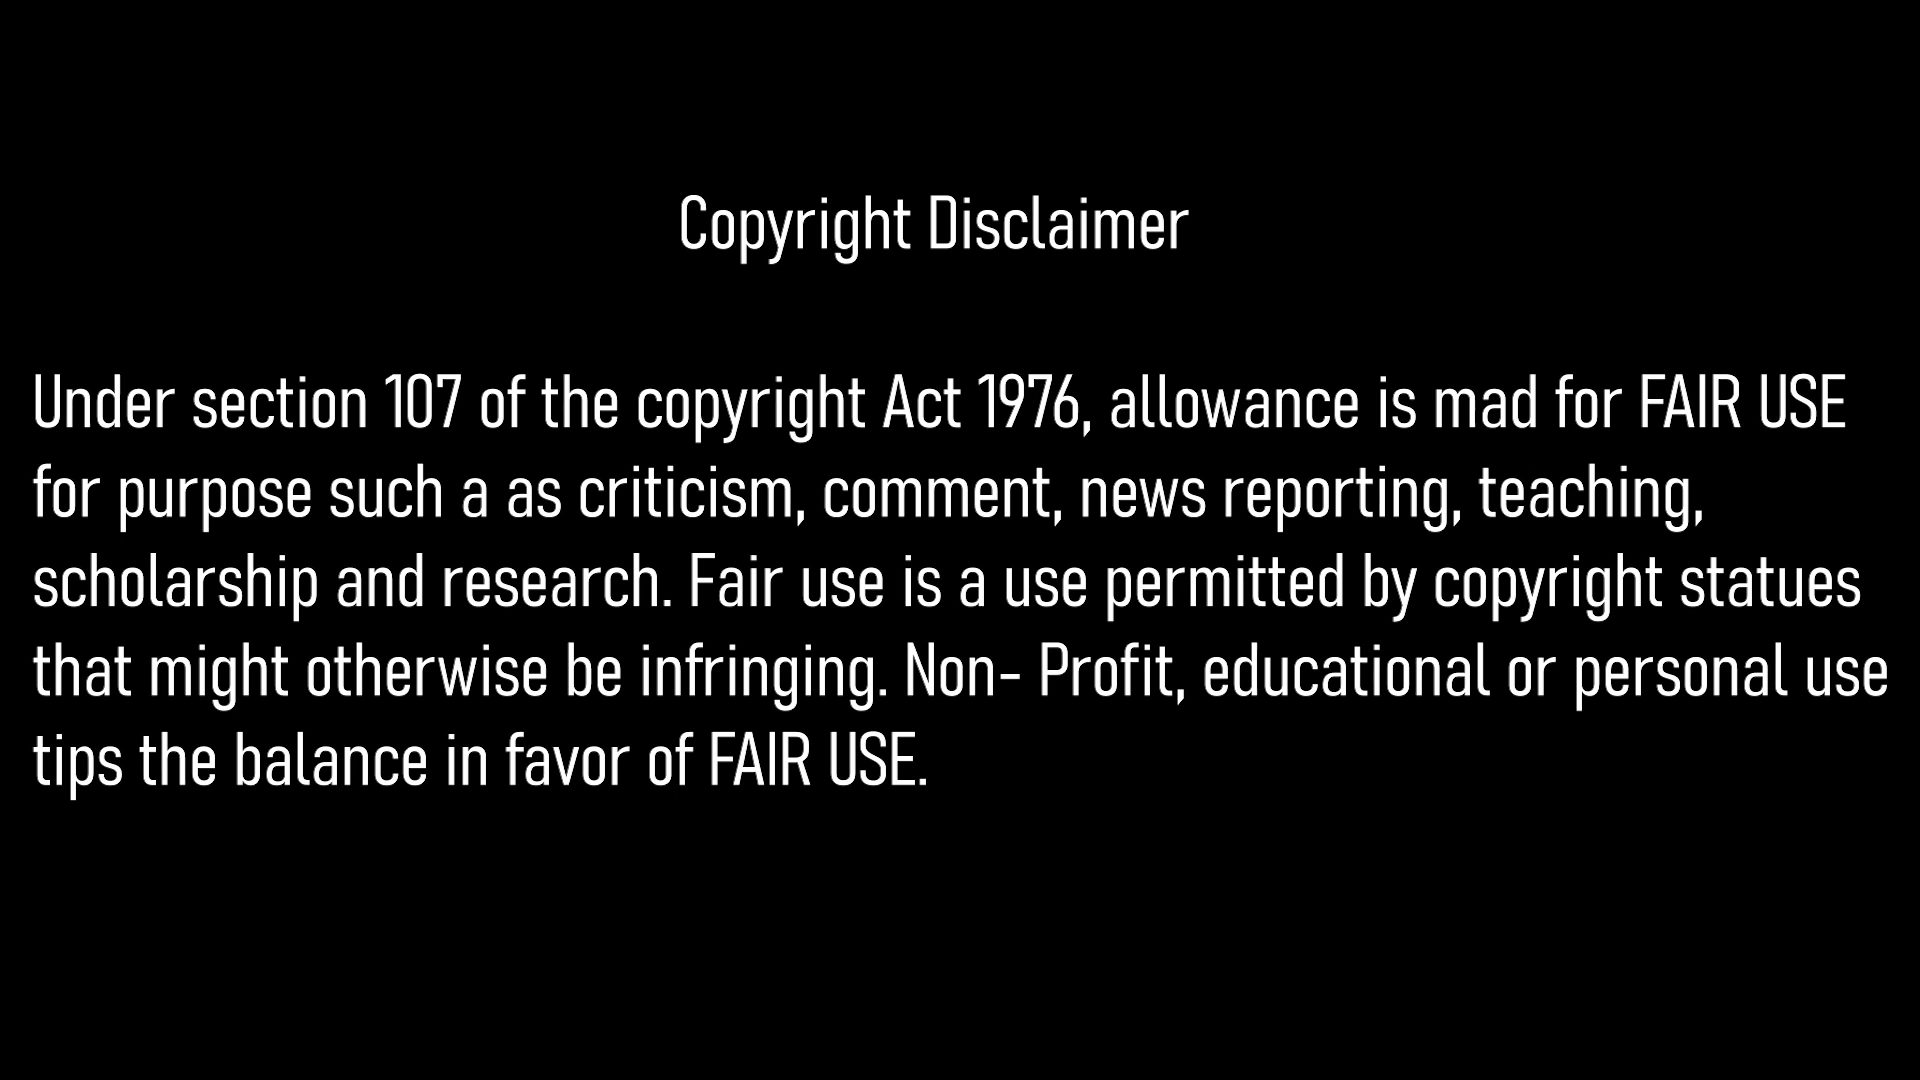 Copyright Disclaimer
Under section 107 of the copyright Act 1976, allowance is mad for FAIR USE
for purpose such a as criticism, comment, news reporting, teaching,
scholarship and research. Fair use is a use permitted by copyright statues
that might otherwise be infringing. Non- Profit, educational or personal use
tips the balance in favor of FAIR USE.